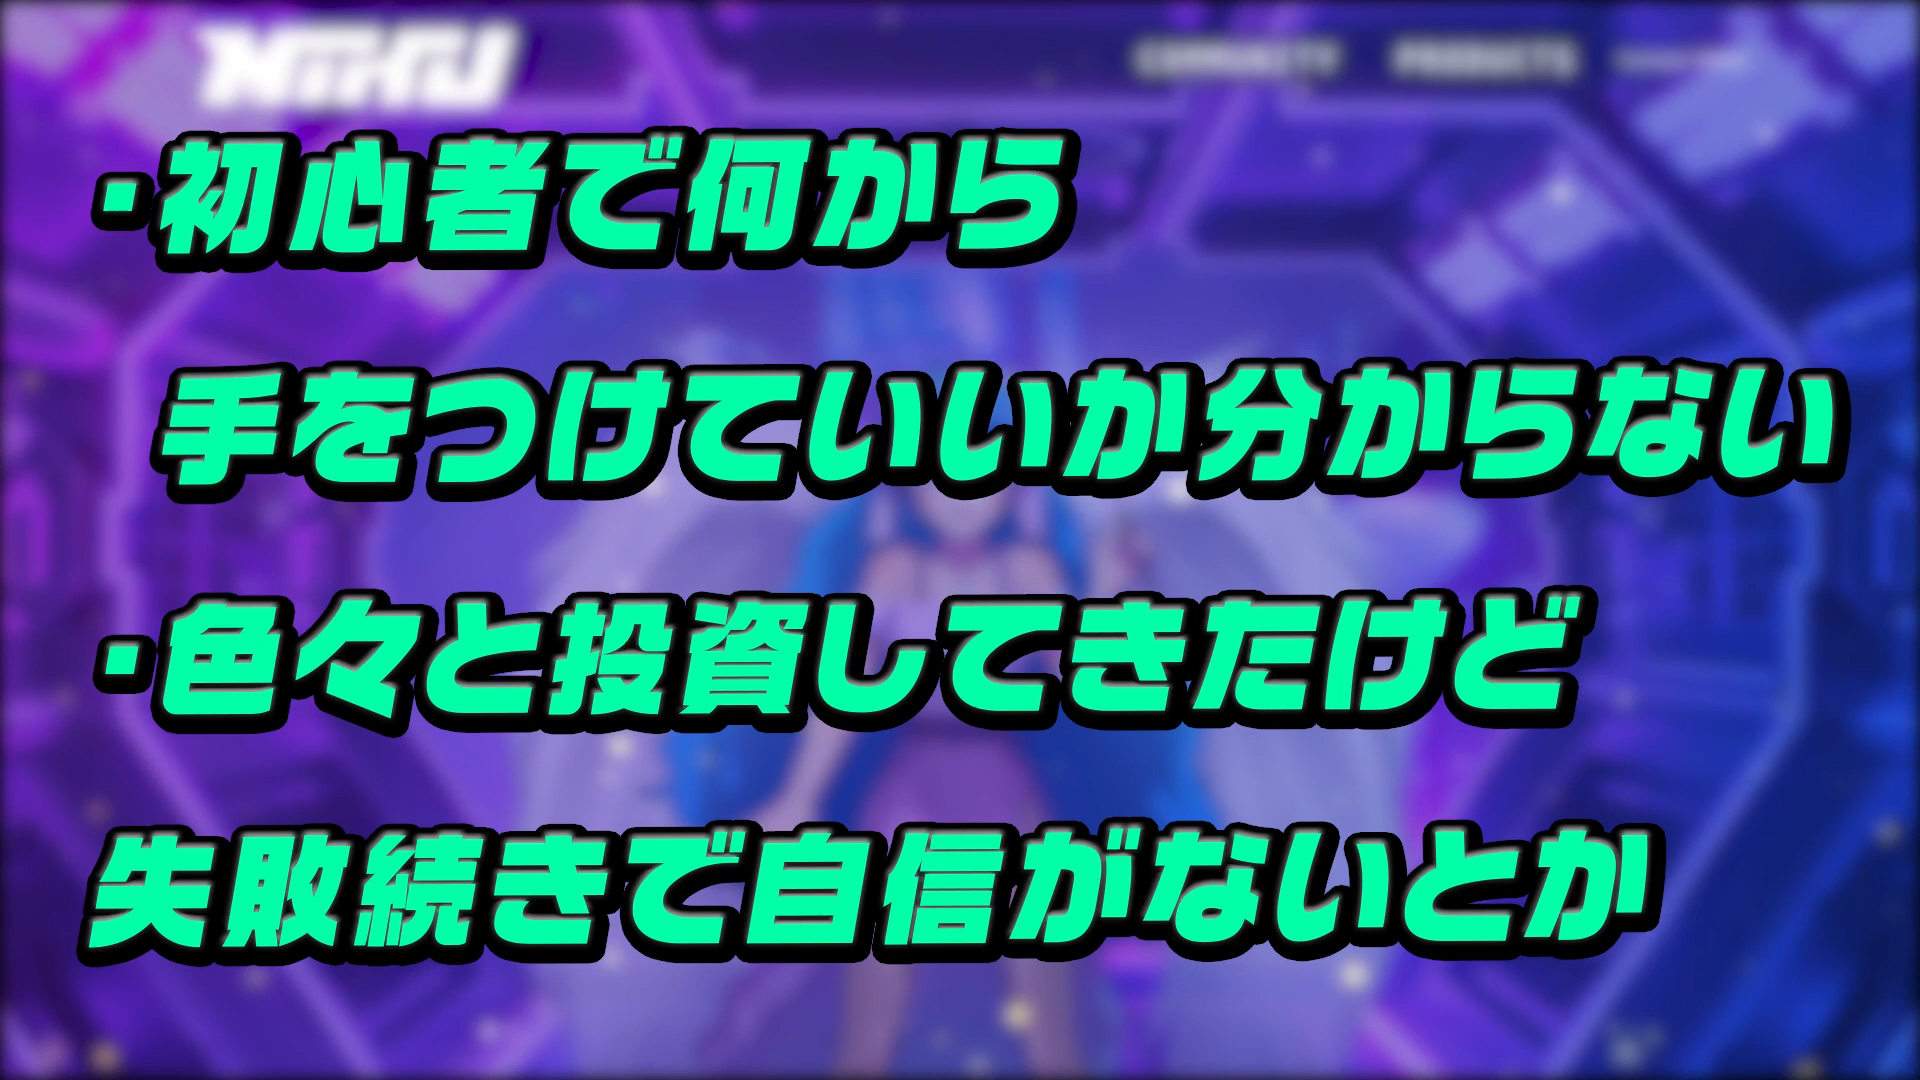 ・初心者で何から
手をつけていいか分からない
・色々と投資してきたけど
失敗続きで自信がないとか
COMMUNITY PRODUCTS